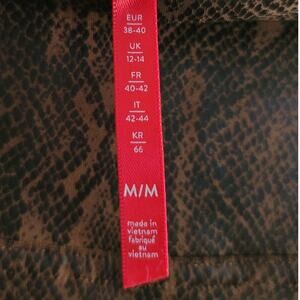 EUR
38-40
UK
12-14
FR
40-42
IT
42-44
KR
66
M/M
made in
vietnam
fabriqué
au
vietnam